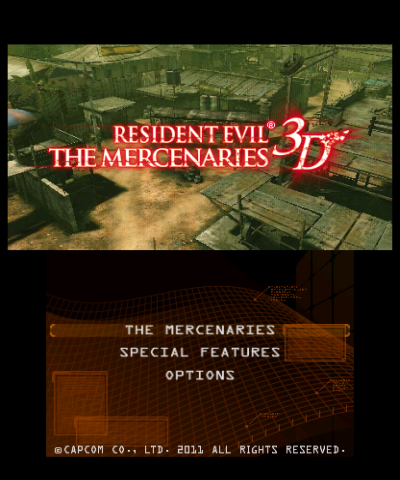 RESIDENT EVIL®
THE MERCENARIES 3D
THE MERCENARIES
SPECIAL FEATURES
OPTIONS
©CAPCOM CO., LTD. 2011 ALL RIGHTS RESERVED.